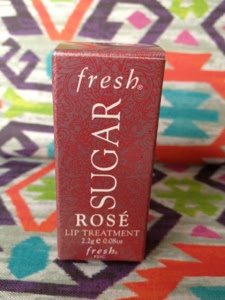 fresh®
SUGAR
ROSÉ
LIP TREATMENT
2.2g ℮ 0.08oz
fresh